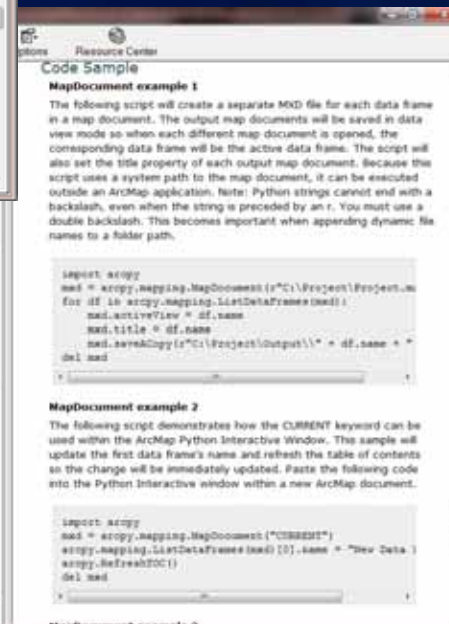 Resource Center
Code Sample
MapDocument example 1
The following script will create a separate MXD file for each data frame
in a map document. The output map documents will be saved in data
view mode so when each different map document is opened, the
corresponding data frame will be the active data frame. The script will
also set the title property of each output map document. Because this
script uses a system path to the map document, it can be executed
outside an ArcMap application. Note: Python strings cannot end with a
backslash, even when the string is preceded by an r. You must use a
double backslash. This becomes important when appending dynamic file
names to a folder path.
import arcpy
mxd = arcpy.mapping.MapDocument(r"C:\Project\Project.m
for df in arcpy.mapping.ListDataFrames(mxd):
mxd.activeView = df.name
mxd.title = df.name
mxd.saveACopy(r"C:\Project\Output\\" + df.name + "
del mxd
MapDocument example 2
The following script demonstrates how the CURRENT keyword can be
used within the ArcMap Python Interactive Window. This sample will
update the first data frame's name and refresh the table of contents
so the change will be immediately updated. Paste the following code
into the Python Interactive window within a new ArcMap document.
import arcpy
mxd = arcpy.mapping.MapDocument("CURRENT")
arcpy.mapping.ListDataFrames(mxd)[0].name = "New Data
arcpy.RefreshTOC()
del mxd